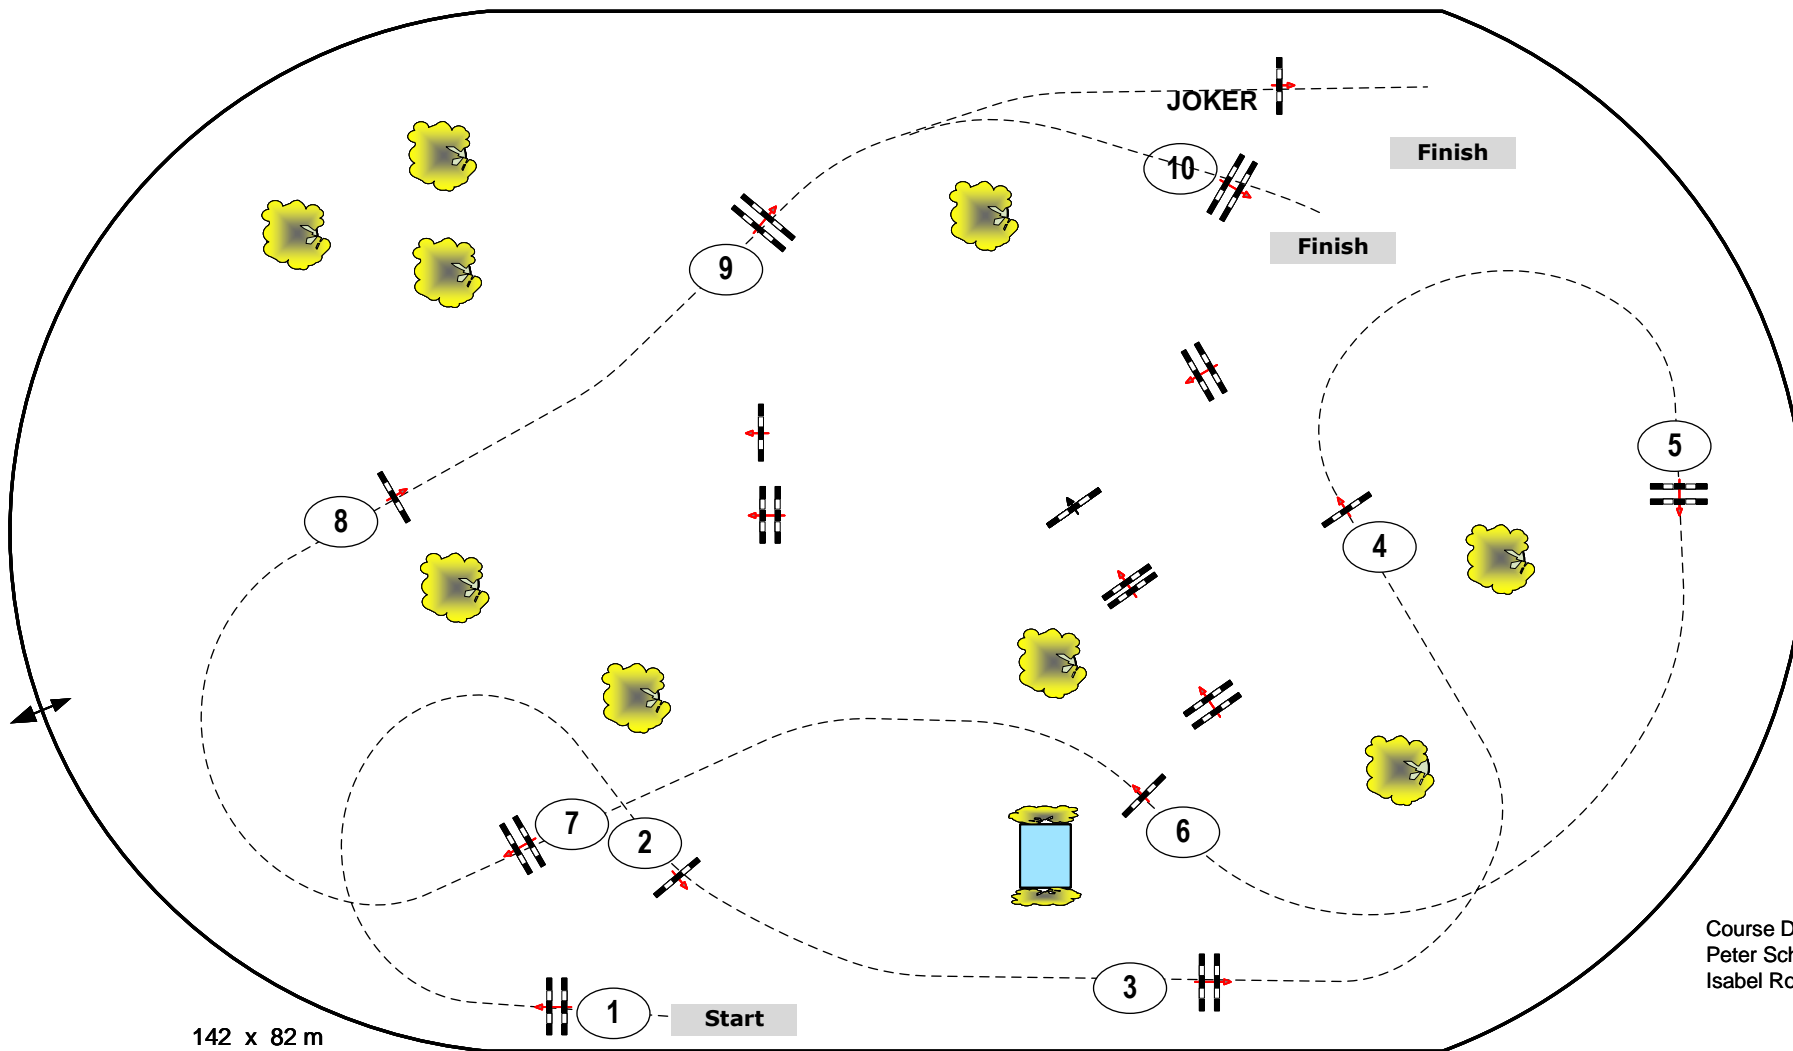 JOKER
Finish
10
Finish
9
5
8
4
7
2
6
3
1
Start
Course D
Peter Sch
Isabel Ro
142 x 82 m